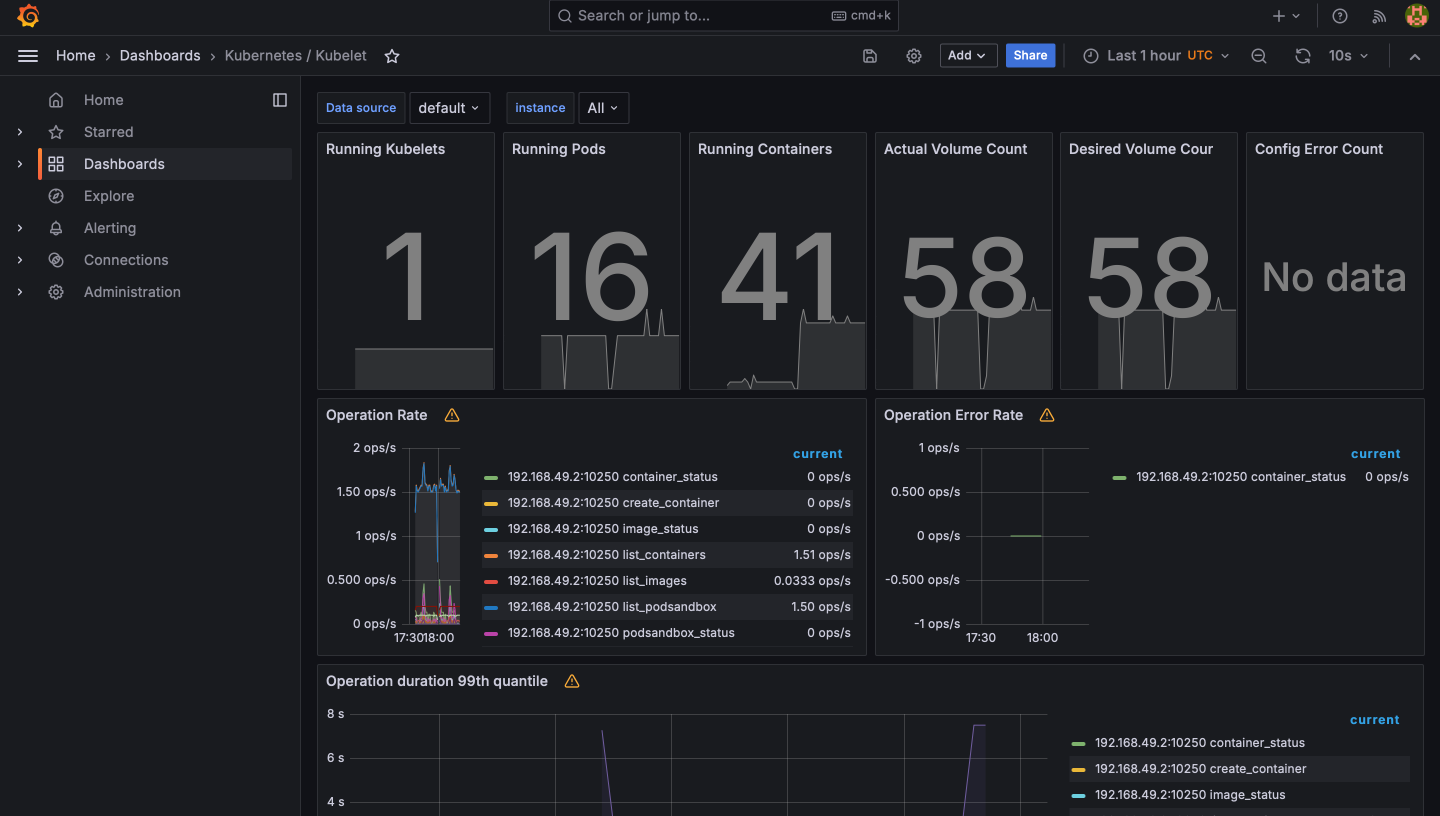 Search or jump to...
cmd+k
Home
Dashboards
Kubernetes / Kubelet
Add
Share
Last 1 hour UTC
10s
Home
Starred
Dashboards
Explore
Alerting
Connections
Administration
Data source
default
instance
All
Running Kubelets
1
Running Pods
16
Running Containers
41
Actual Volume Count
58
Desired Volume Cour
58
Config Error Count
No data
Operation Rate
2 ops/s
1.50 ops/s
1 ops/s
0.500 ops/s
0 ops/s
17:30
18:00
current
192.168.49.2:10250 container_status 0 ops/s
192.168.49.2:10250 create_container 0 ops/s
192.168.49.2:10250 image_status 0 ops/s
192.168.49.2:10250 list_containers 1.51 ops/s
192.168.49.2:10250 list_images 0.0333 ops/s
192.168.49.2:10250 list_podsandbox 1.50 ops/s
192.168.49.2:10250 podsandbox_status 0 ops/s
Operation Error Rate
1 ops/s
0.500 ops/s
0 ops/s
-0.500 ops/s
-1 ops/s
17:30
18:00
current
192.168.49.2:10250 container_status 0 ops/s
Operation duration 99th quantile
8 s
6 s
4 s
current
192.168.49.2:10250 container_status
192.168.49.2:10250 create_container
192.168.49.2:10250 image_status